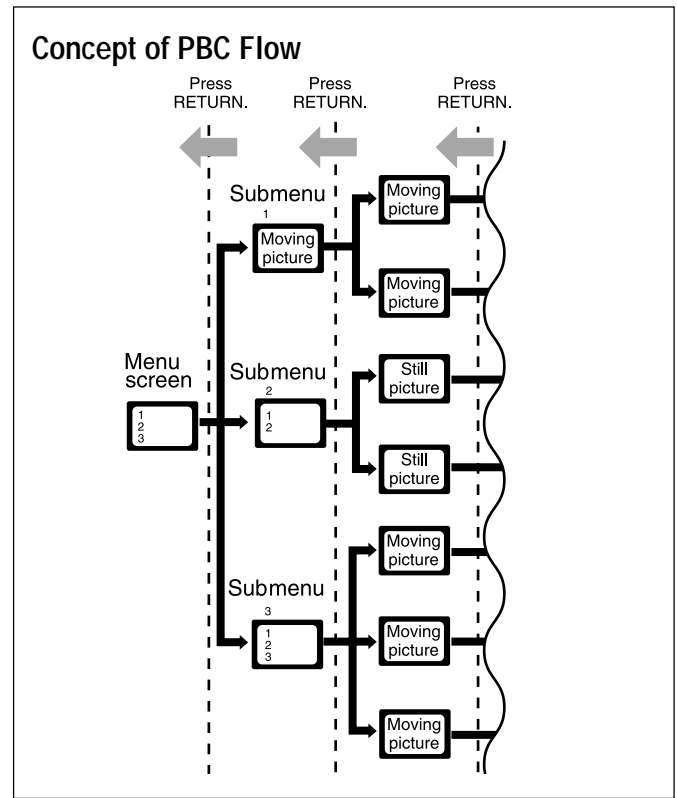 Concept of PBC Flow
Press
RETURN.
Press
RETURN.
Press
RETURN.
Submenu
1
Moving
picture
Moving
picture
Moving
picture
Menu
screen
1
2
3
Submenu
2
1
2
Still
picture
Still
picture
Submenu
3
1
2
3
Moving
picture
Moving
picture
Moving
picture